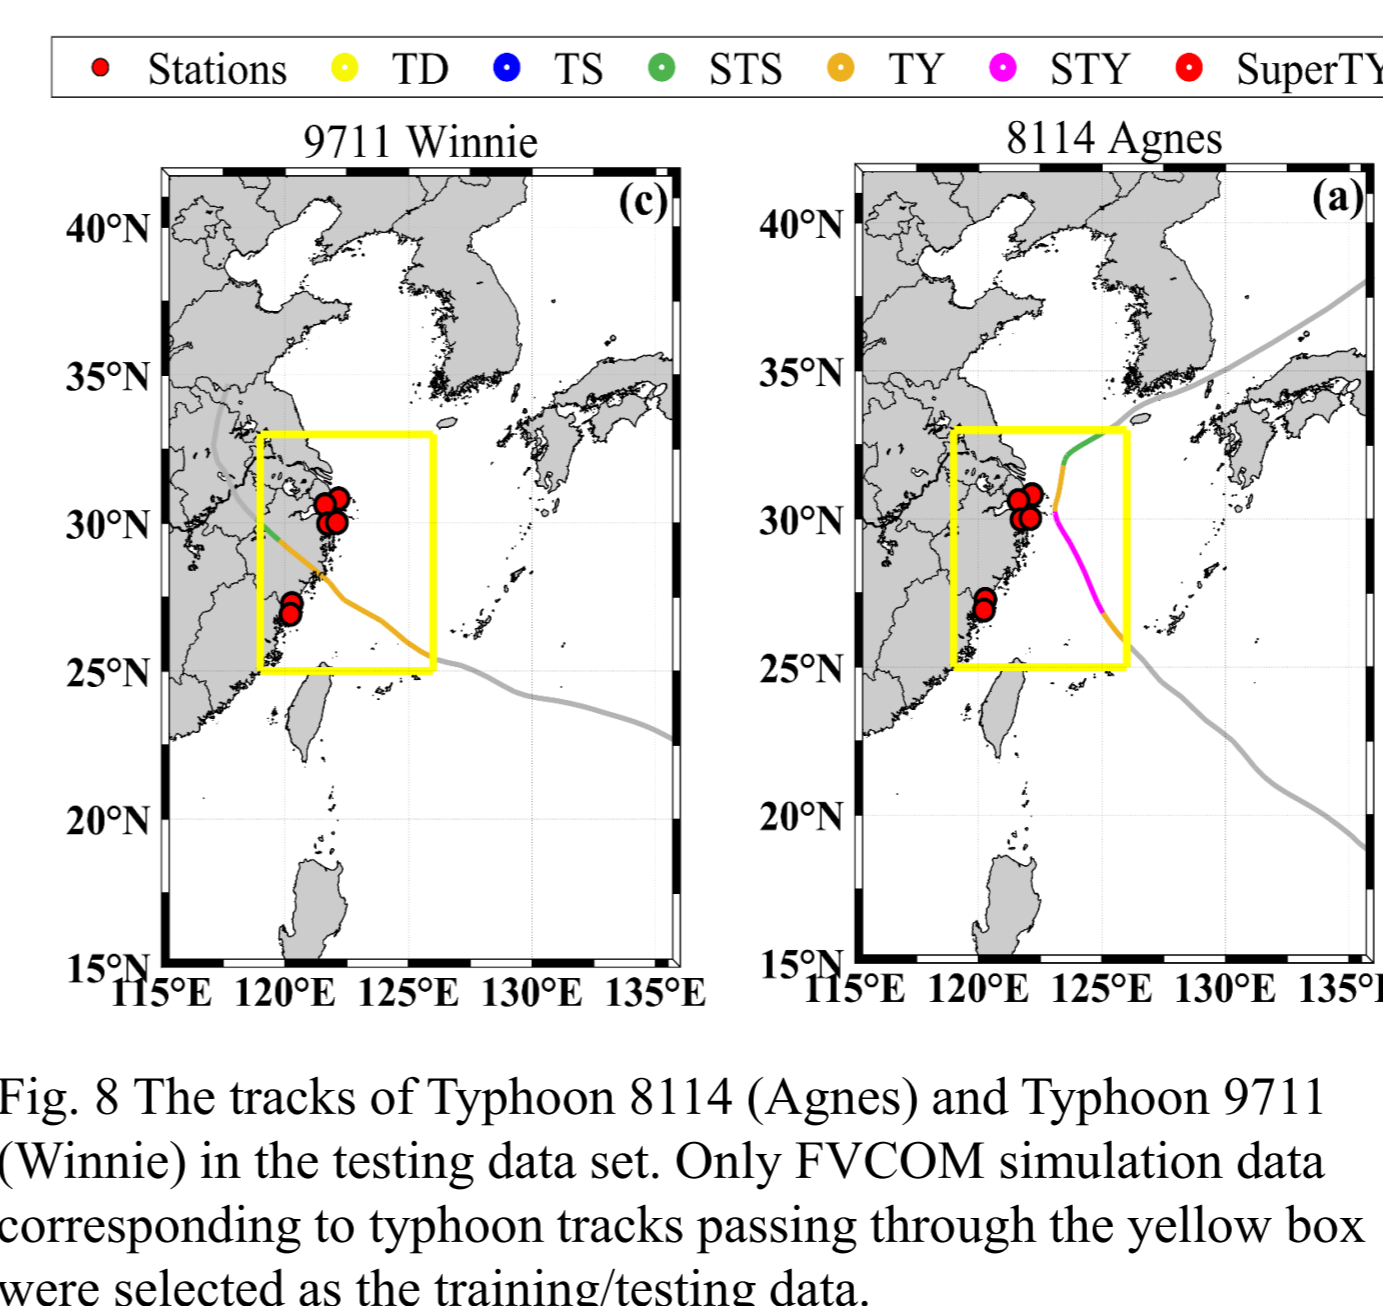 Stations TD TS STS TY STY SuperTY
9711 Winnie
(c)
40°N
35°N
30°N
25°N
20°N
15°N
115°E 120°E 125°E 130°E 135°E
8114 Agnes
(a)
40°N
35°N
30°N
25°N
20°N
15°N
115°E 120°E 125°E 130°E 135°E
Fig. 8 The tracks of Typhoon 8114 (Agnes) and Typhoon 9711
(Winnie) in the testing data set. Only FVCOM simulation data
corresponding to typhoon tracks passing through the yellow box
were selected as the training/testing data.